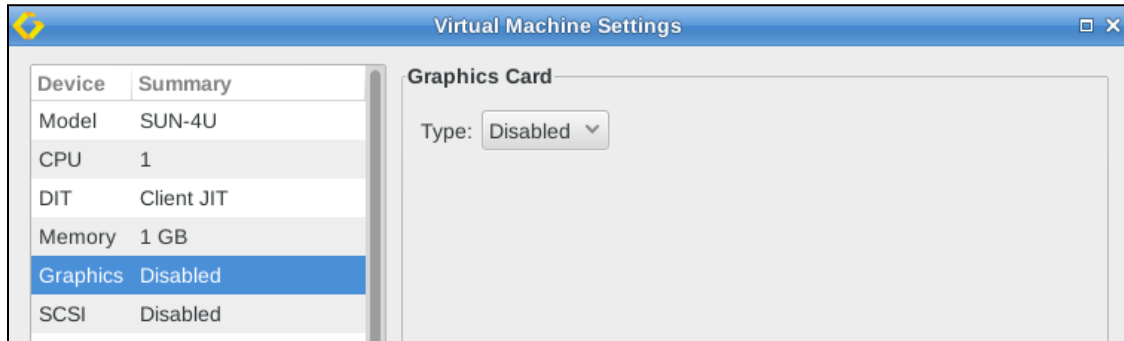 Virtual Machine Settings
Device Summary
Model SUN-4U
CPU 1
DIT Client JIT
Memory 1 GB
Graphics Disabled
SCSI Disabled
Graphics Card
Type: Disabled